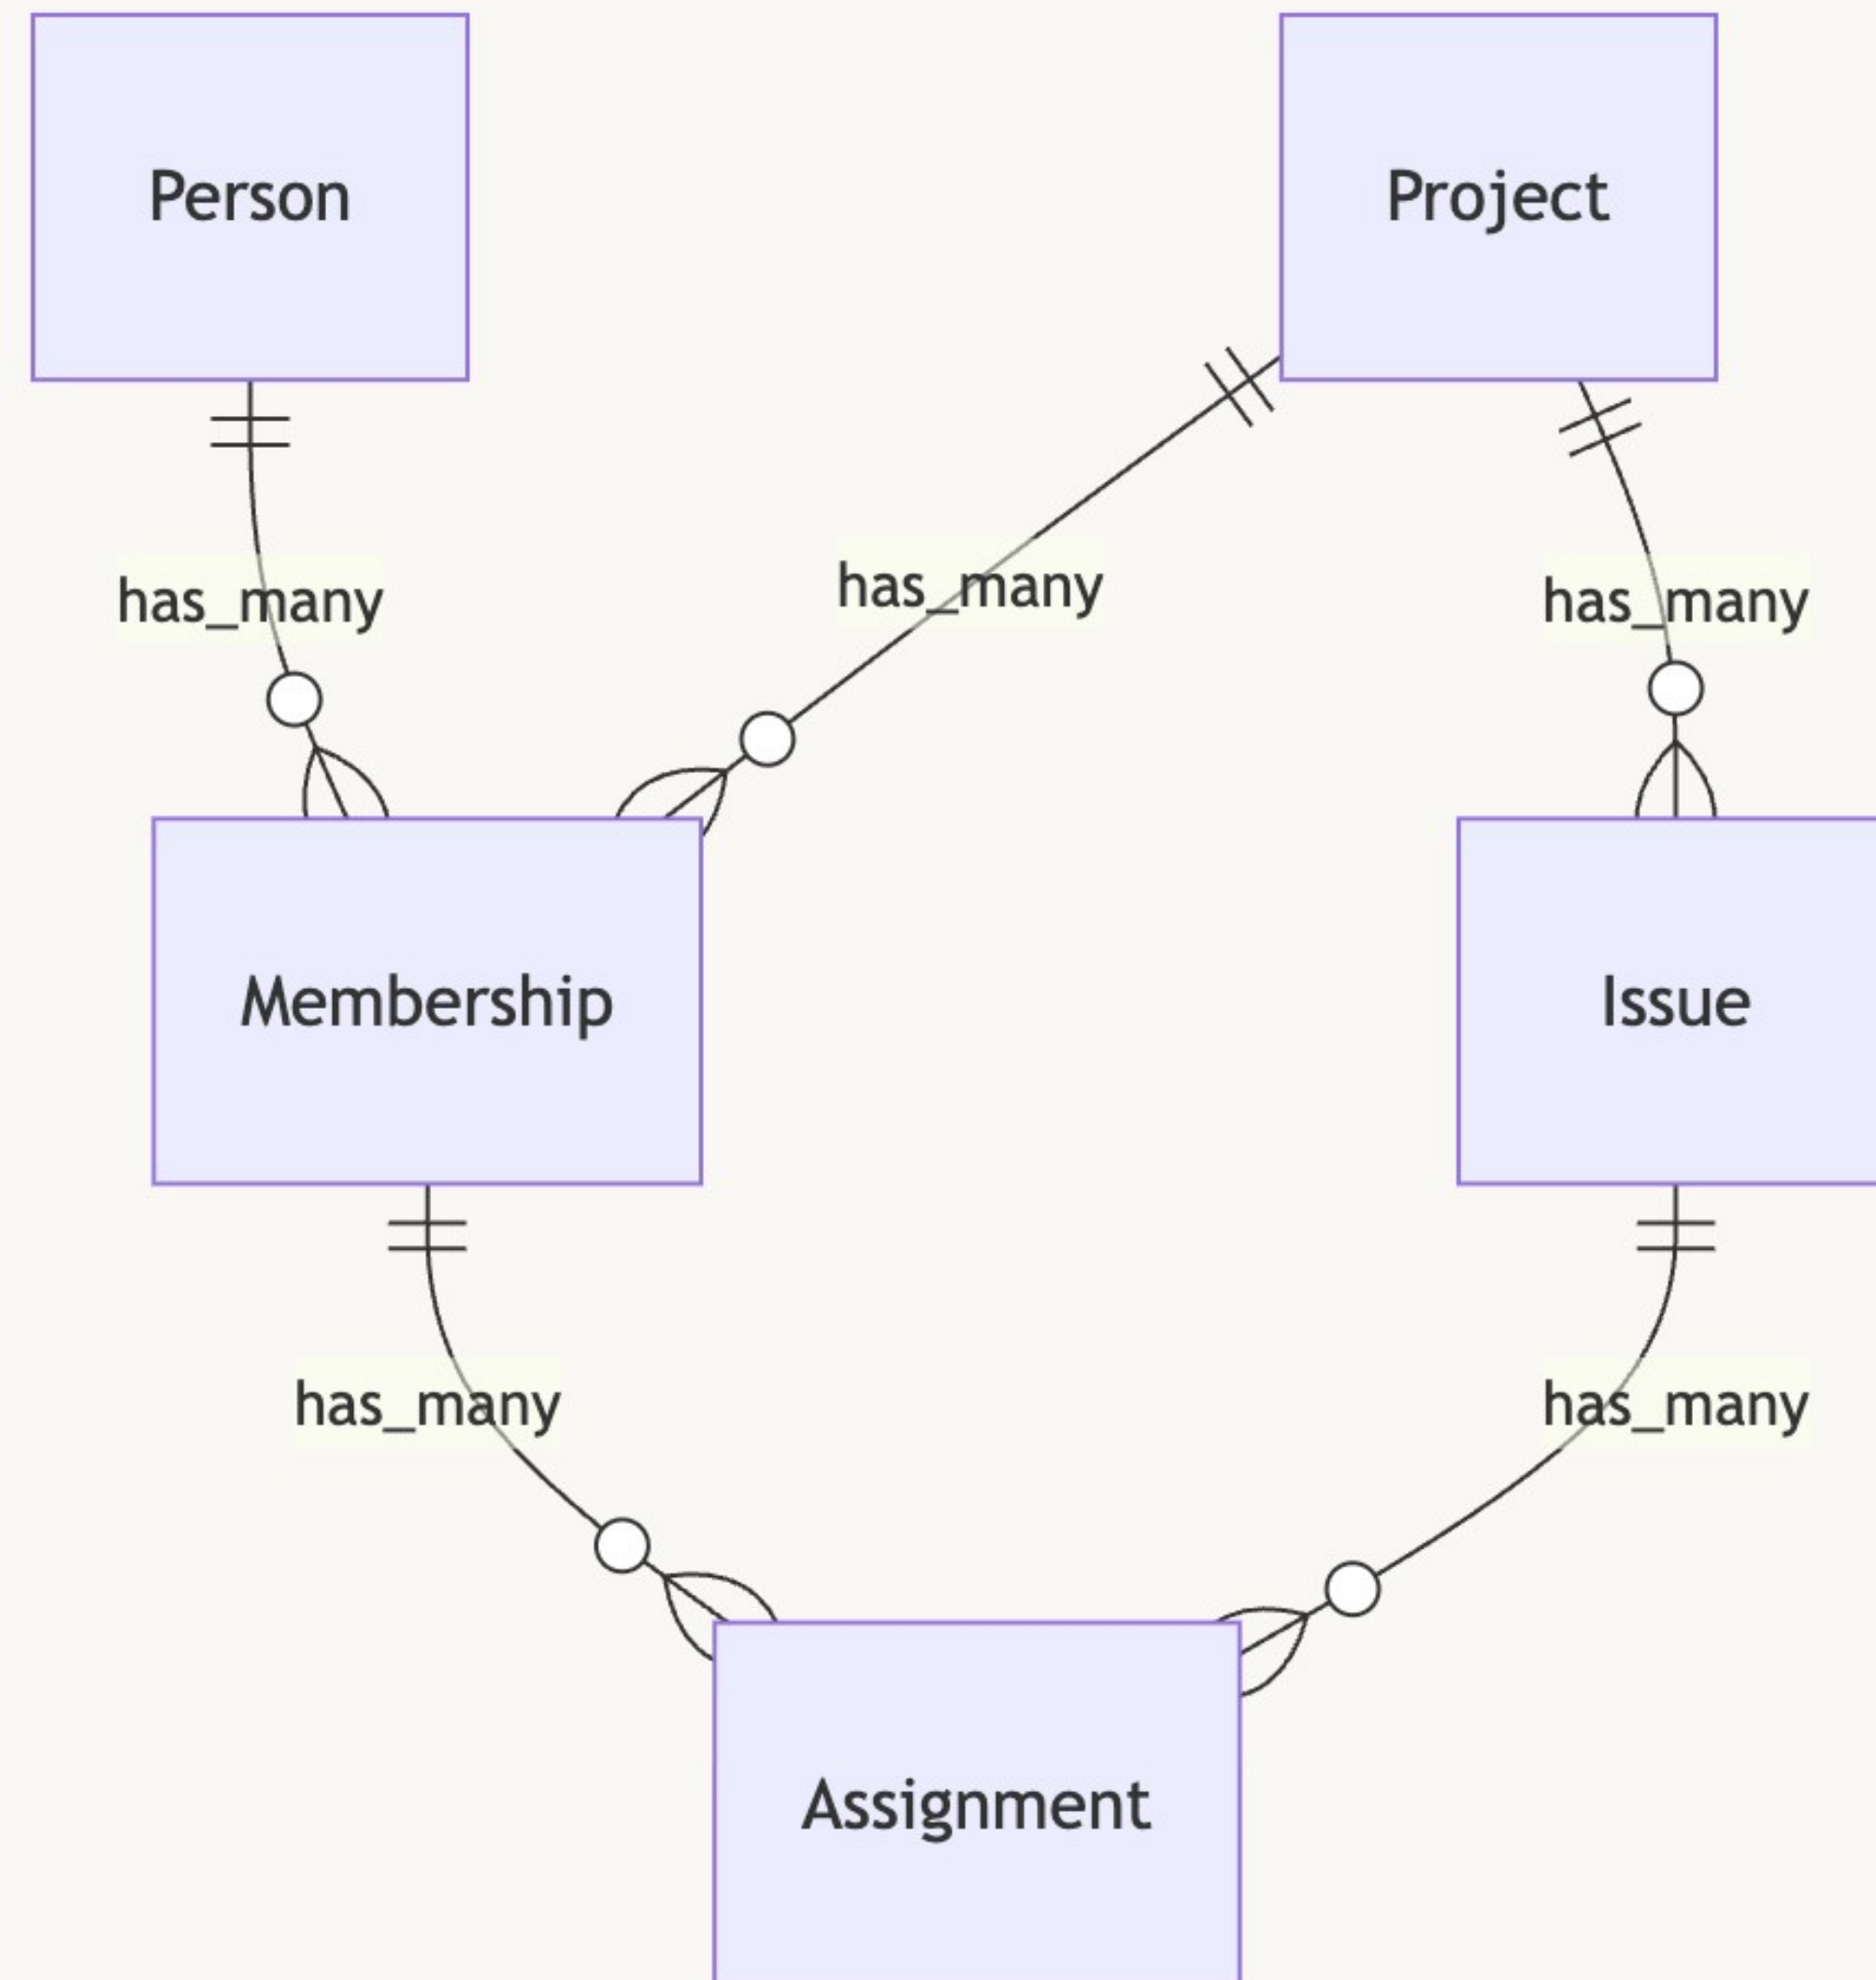 Person
Project
has_many
has_many
has_many
Membership
Issue
has_many
has_many
Assignment